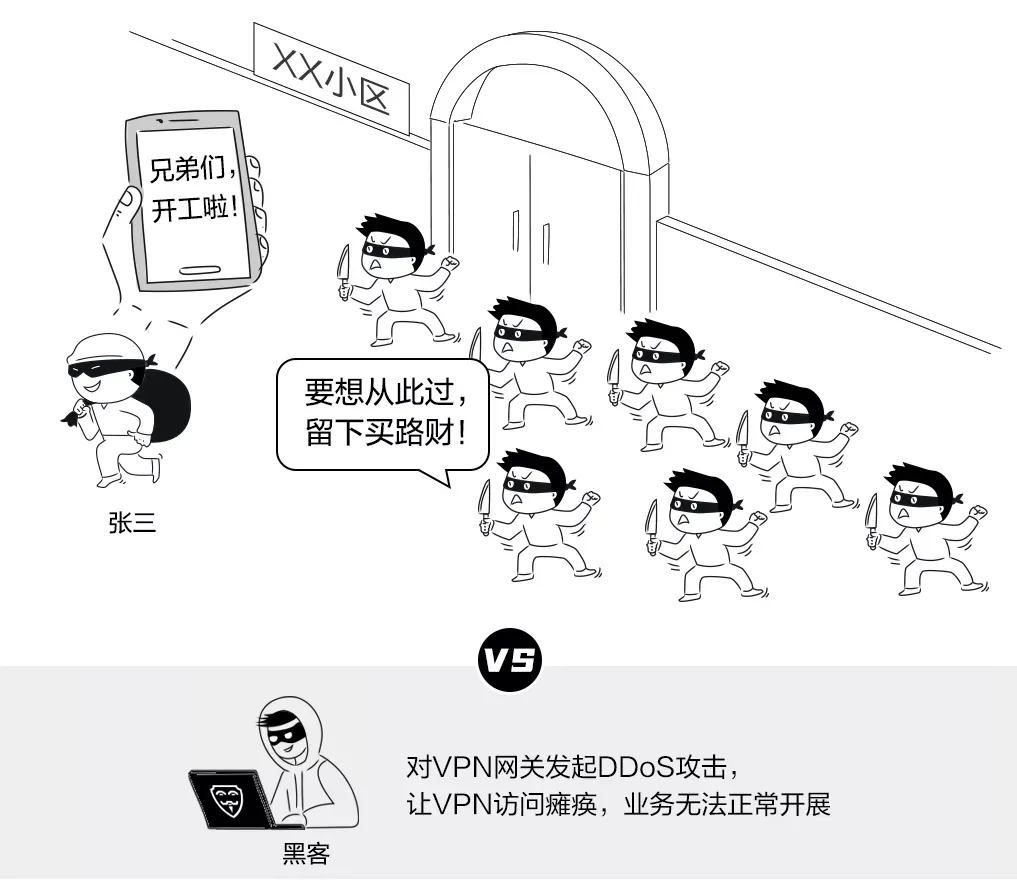 XX小区
兄弟们，
开工啦！
要想从此过，
留下买路财！
张三
VS
对VPN网关发起DDoS攻击，
让VPN访问瘫痪，业务无法正常开展
黑客